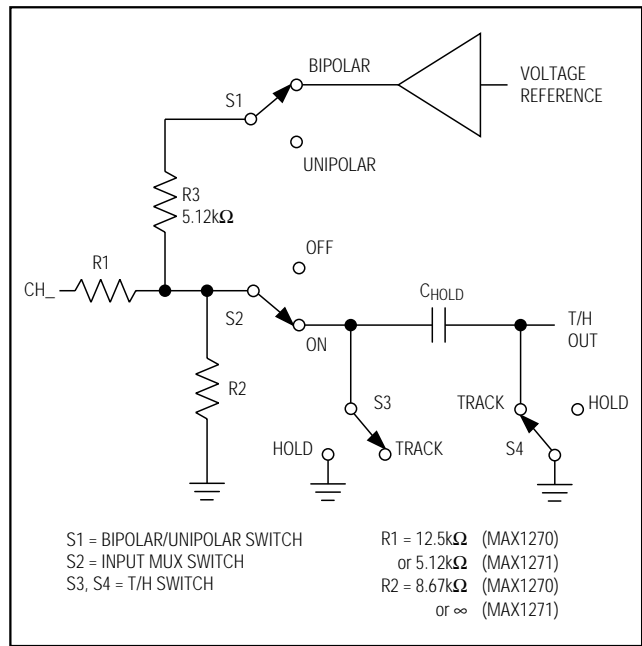 BIPOLAR
VOLTAGE
REFERENCE
S1
UNIPOLAR
R3
5.12kΩ
OFF
R1
CH_
S2
ON
CHOLD
T/H
OUT
R2
S3
TRACK
HOLD
HOLD
TRACK
S4
S1 = BIPOLAR/UNIPOLAR SWITCH
S2 = INPUT MUX SWITCH
S3, S4 = T/H SWITCH
R1 = 12.5kΩ (MAX1270)
or 5.12kΩ (MAX1271)
R2 = 8.67kΩ (MAX1270)
or ∞ (MAX1271)